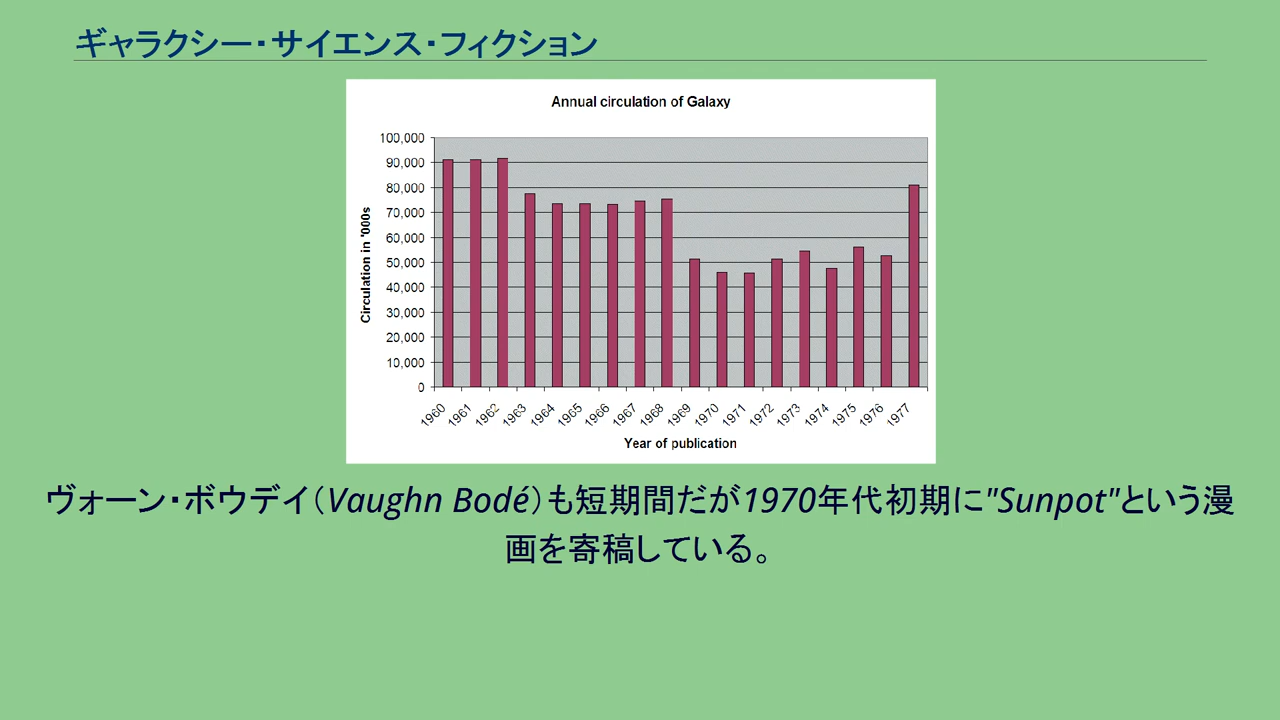 ギャラクシー・サイエンス・フィクション
Annual circulation of Galaxy
100,000
90,000
80,000
70,000
60,000
50,000
40,000
30,000
20,000
10,000
0
Circulation in '000s
1960 1961 1962 1963 1964 1965 1966 1967 1968 1969 1970 1971 1972 1973 1974 1975 1976 1977
Year of publication
ヴォーン・ボウデイ（Vaughn Bodé）も短期間だが1970年代初期に"Sunpot"という漫
画を寄稿している。